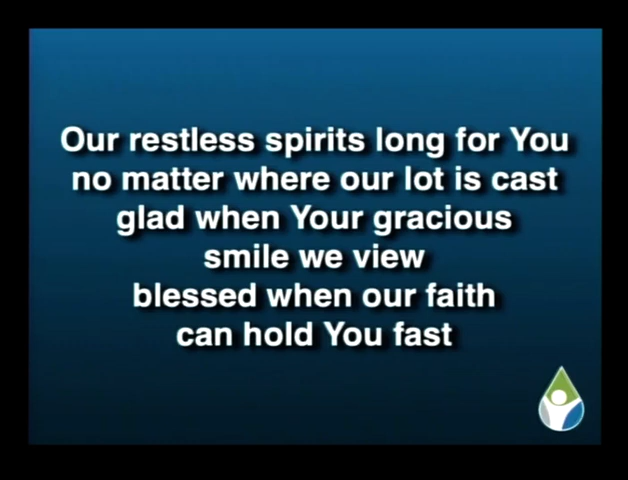 Our restless spirits long for You
no matter where our lot is cast
glad when Your gracious
smile we view
blessed when our faith
can hold You fast